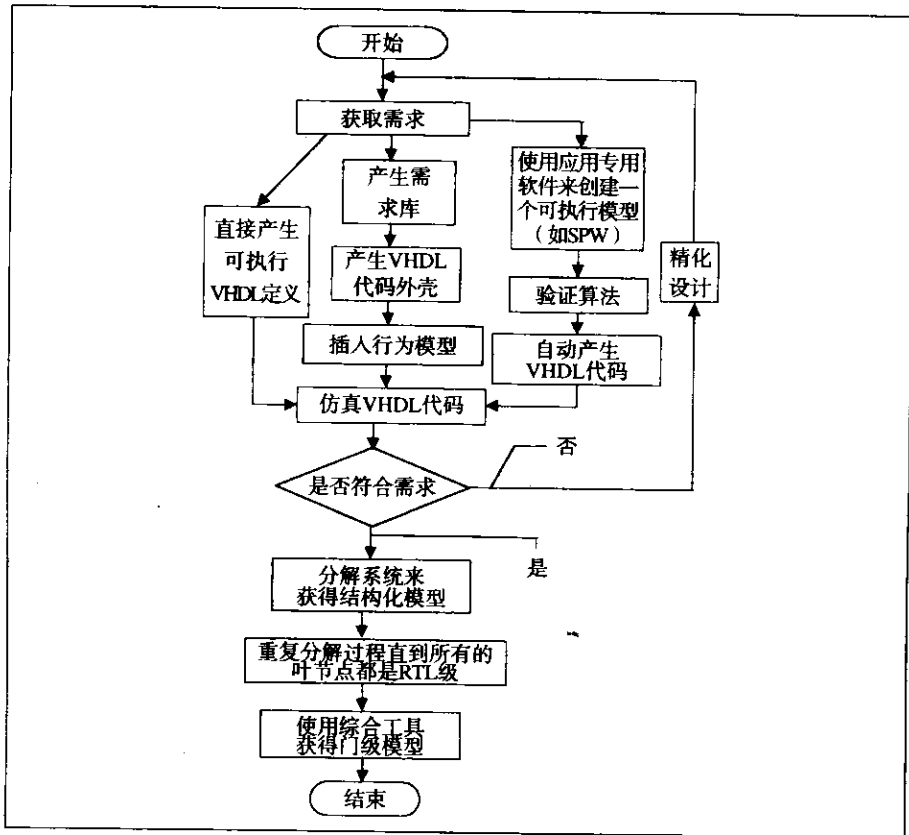 开始
获取需求
直接产生
可执行
VHDL定义
产生需
求库
产生VHDL
代码外壳
插入行为模型
使用应用专用
软件来创建一
个可执行模型
（如SPW）
验证算法
自动产生
VHDL代码
精化
设计
仿真VHDL代码
是否符合需求
否
是
分解系统来
获得结构化模型
重复分解过程直到所有的
叶节点都是RTL级
使用综合工具
获得门级模型
结束